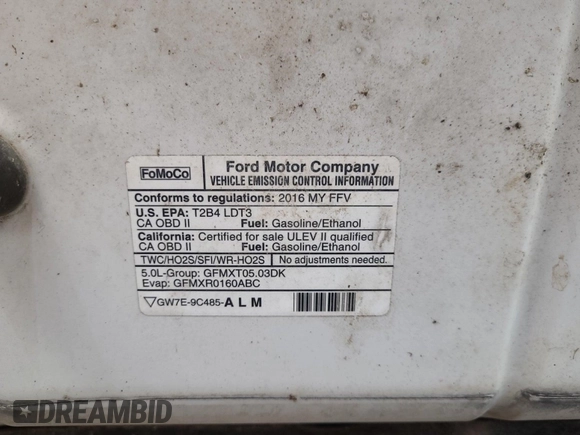 FoMoCo
Ford Motor Company
VEHICLE EMISSION CONTROL INFORMATION
Conforms to regulations: 2016 MY FFV
U.S. EPA: T2B4 LDT3
CA OBD II Fuel: Gasoline/Ethanol
California: Certified for sale ULEV II qualified
CA OBD II Fuel: Gasoline/Ethanol
TWC/HO2S/SFI/WR-HO2S No adjustments needed.
5.0L-Group: GFMXT05.03DK
Evap: GFMXR0160ABC
GW7E-9C485-A L M
DREAMBID